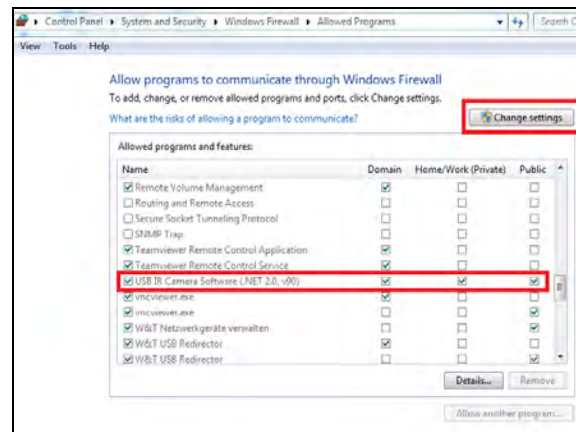 Control Panel ▸ System and Security ▸ Windows Firewall ▸ Allowed Programs
Search
View Tools Help
Allow programs to communicate through Windows Firewall
To add, change, or remove allowed programs and ports, click Change settings.
What are the risks of allowing a program to communicate?
Change settings
Allowed programs and features:
Name Domain Home/Work (Private) Public
Remote Volume Management
Routing and Remote Access
Secure Socket Tunneling Protocol
SNMP Trap
Teamviewer Remote Control Application
Teamviewer Remote Control Service
USB IR Camera Software (.NET 2.0, v90)
vncviewer.exe
vncviewer.exe
W&T Netzwerkgeräte verwalten
W&T USB Redirector
W&T USB Redirector
Details... Remove
Allow another program...